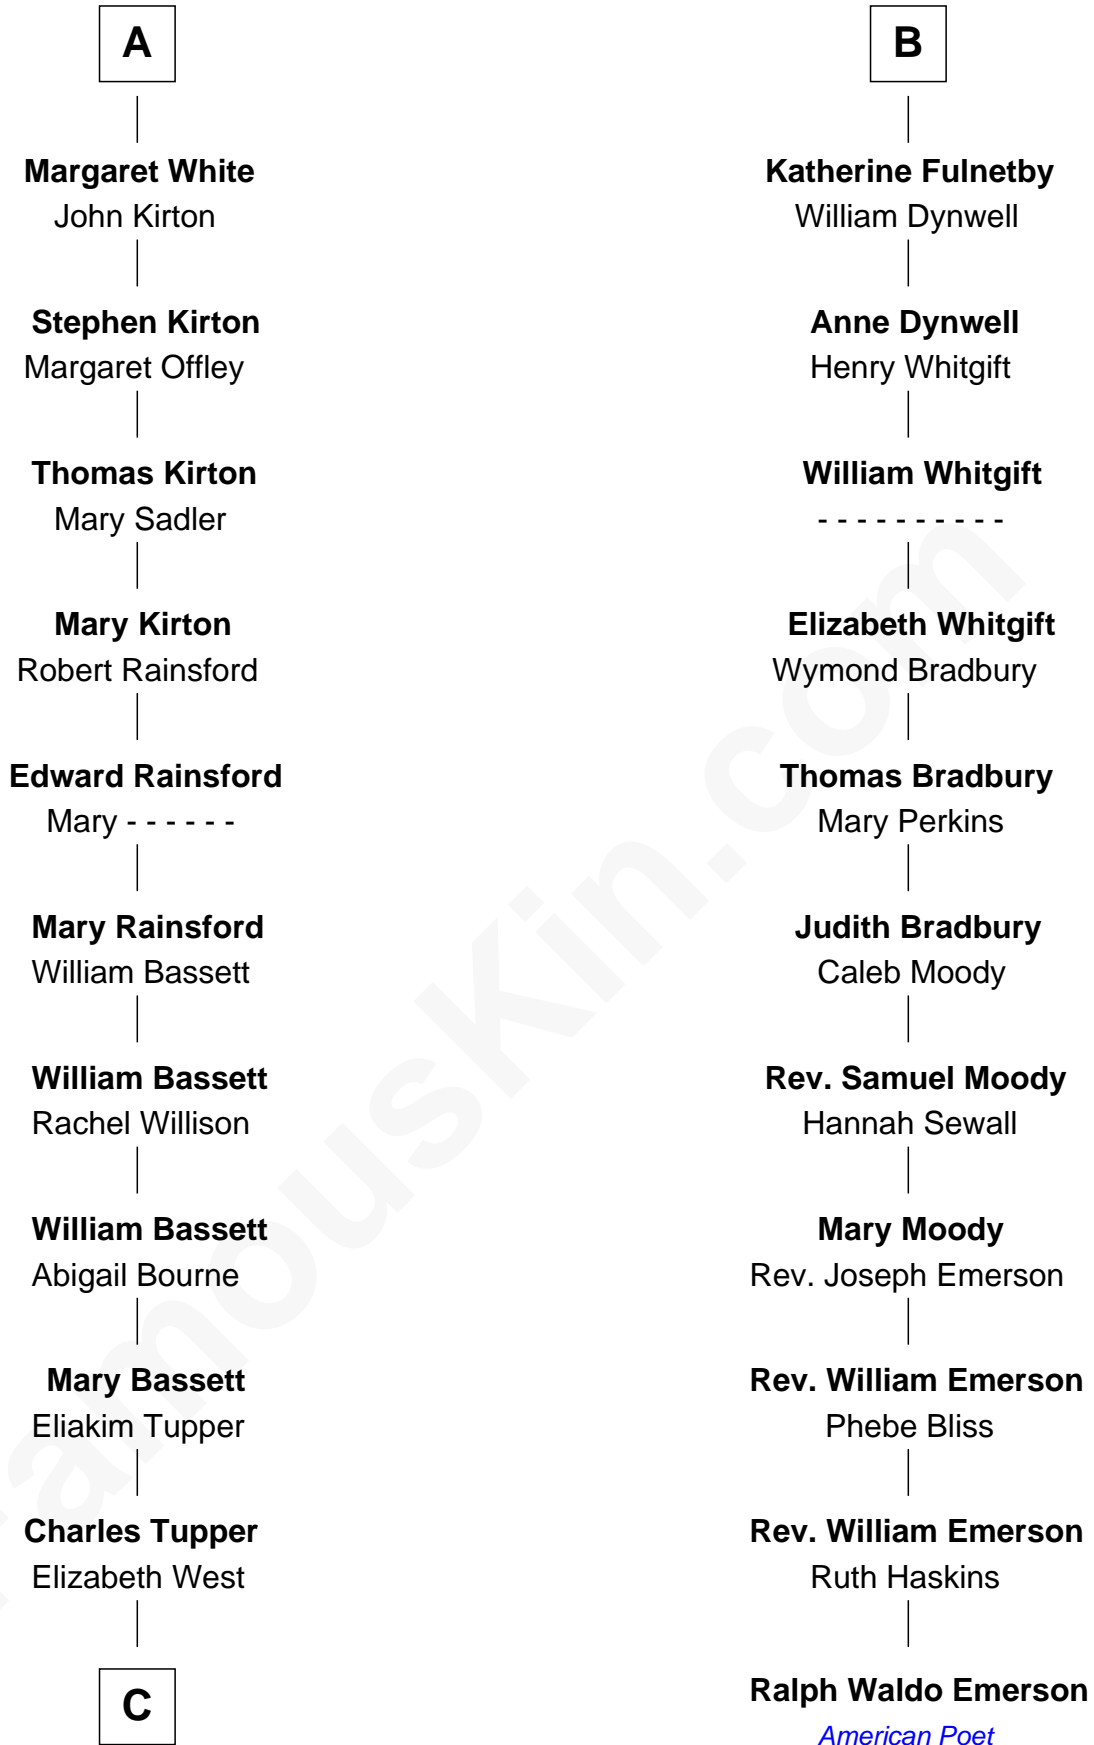 A
Margaret White
John Kirton
Stephen Kirton
Margaret Offley
Thomas Kirton
Mary Sadler
Mary Kirton
Robert Rainsford
Edward Rainsford
Mary - - - - - -
Mary Rainsford
William Bassett
William Bassett
Rachel Willison
William Bassett
Abigail Bourne
Mary Bassett
Eliakim Tupper
Charles Tupper
Elizabeth West
C
B
Katherine Fulnetby
William Dynwell
Anne Dynwell
Henry Whitgift
William Whitgift
- - - - - - - - - -
Elizabeth Whitgift
Wymond Bradbury
Thomas Bradbury
Mary Perkins
Judith Bradbury
Caleb Moody
Rev. Samuel Moody
Hannah Sewall
Mary Moody
Rev. Joseph Emerson
Rev. William Emerson
Phebe Bliss
Rev. William Emerson
Ruth Haskins
Ralph Waldo Emerson
American Poet
FamousKin.com